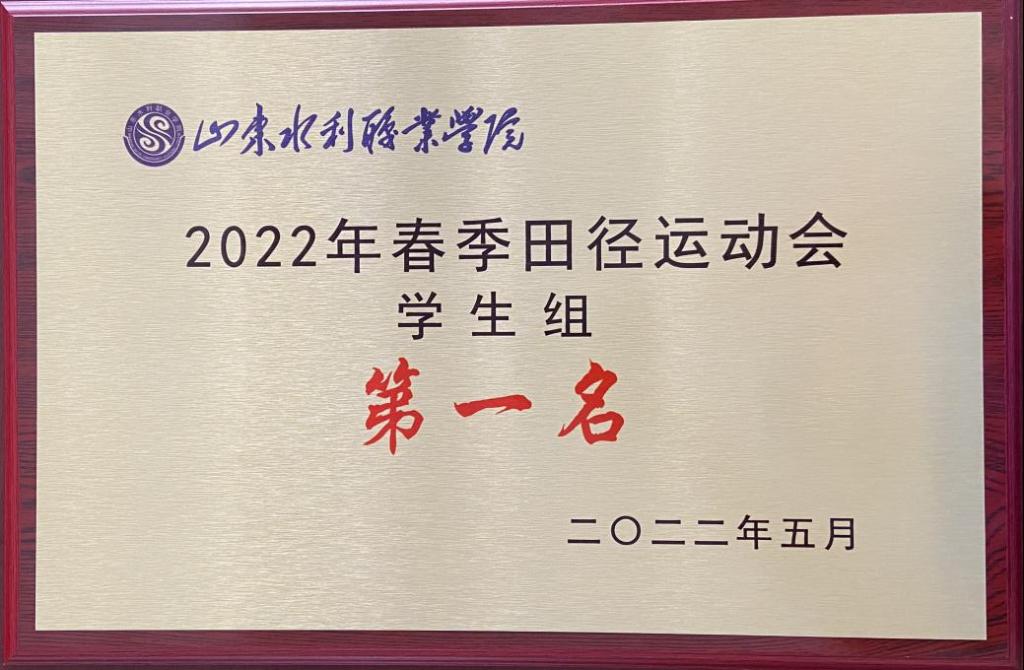 山东水利职业学院
2022年春季田径运动会
学生组
第一名
二〇二二年五月